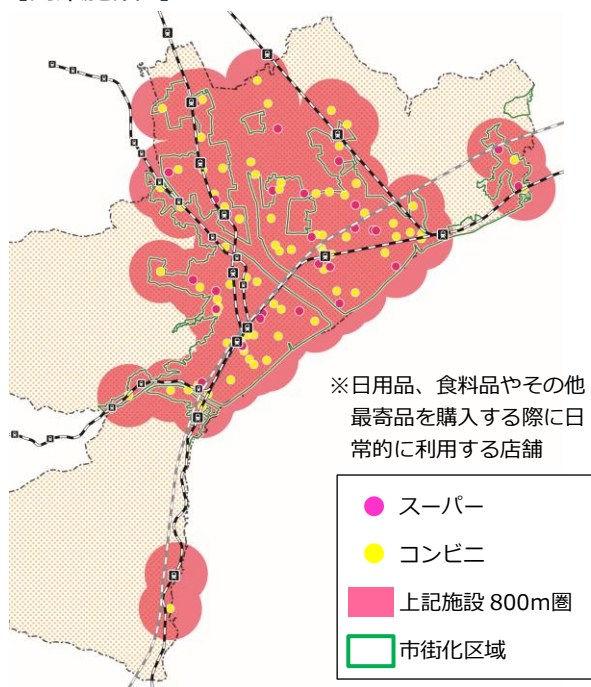 ※日用品、食料品やその他
最寄品を購入する際に日
常的に利用する店舗
スーパー
コンビニ
上記施設 800m圏
市街化区域